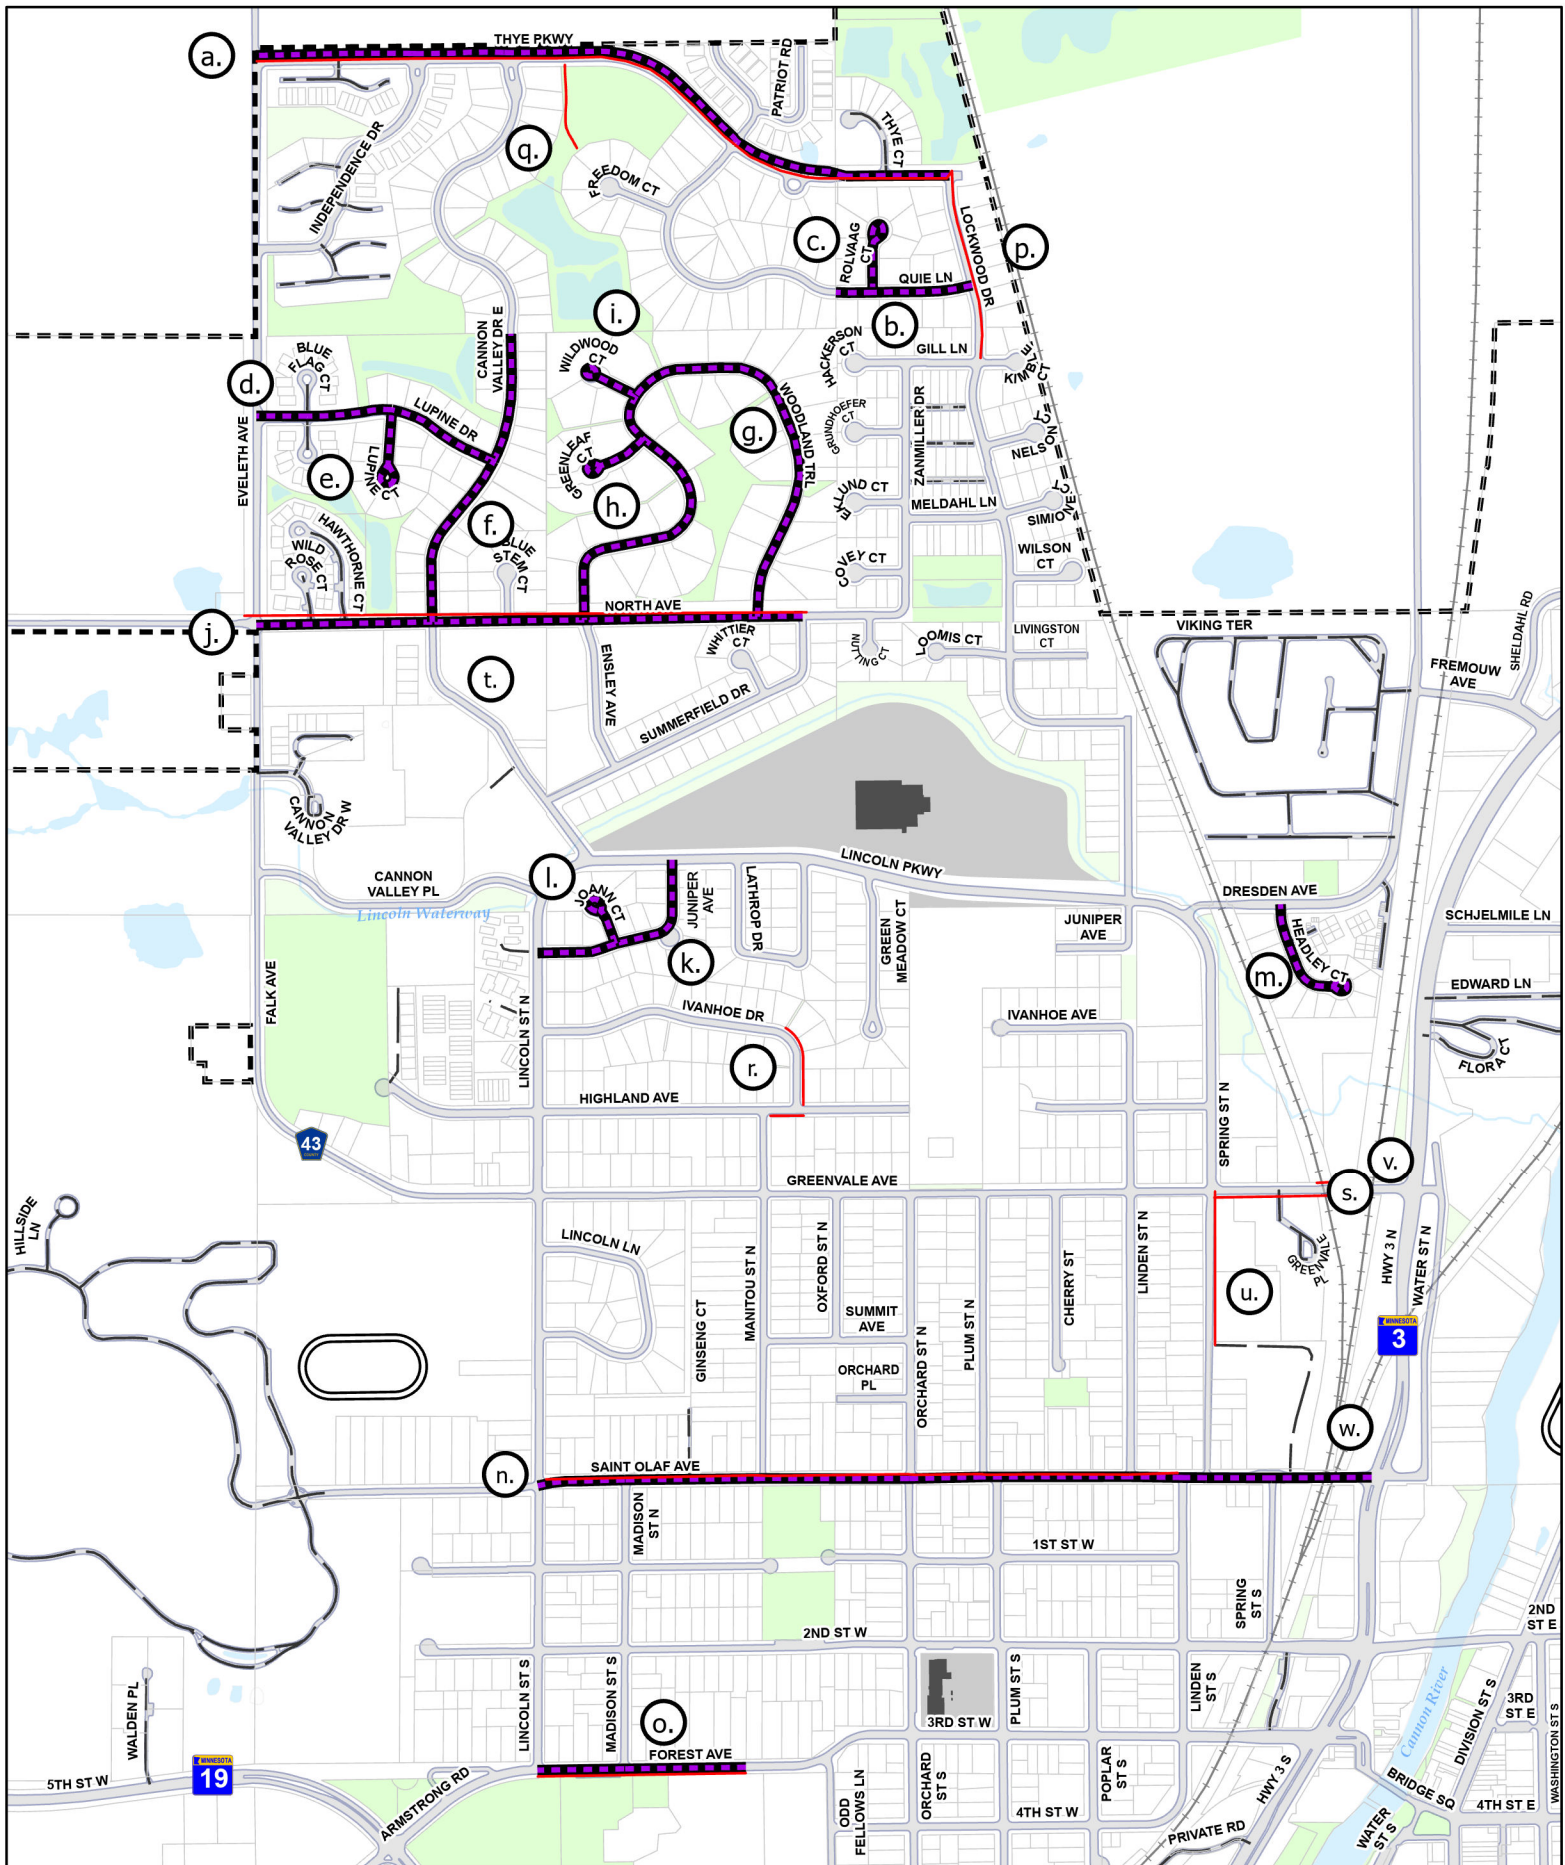 THYE PKWY
a.
PATRIOT RD
THYE CT
q.
INDEPENDENCE DR
FREEDOM CT
c.
ROLVAAG
CT
LOCKWOOD DR
p.
QUIE LN
b.
i.
CANNON
VALLEY DR E
WILDWOOD
CT
HACKERSON
CT
GILL LN
KIMBLE
CT
BLUE
FLAG CT
d.
LUPINE DR
WOODLAND TRL
g.
GRUNDHOEFER
CT
ZANMILLER DR
NELSON CT
EVELETH AVE
e.
LUPINE CT
GREENLEAF
CT
h.
EKLUND CT
MELDAHL LN
SIMIONE CT
f.
HAWTHORNE CT
WILD
ROSE CT
BLUE
STEM CT
COVEY CT
WILSON
CT
NORTH AVE
j.
WHITTIER
CT
NUTTING CT
LOOMIS CT
LIVINGSTON
CT
VIKING TER
SHELDAHL RD
FREMOUW
AVE
t.
ENSLEY AVE
SUMMERFIELD DR
CANNON
VALLEY DR W
LINCOLN PKWY
CANNON
VALLEY PL
Lincoln Waterway
l.
JO ANN CT
JUNIPER
AVE
LATHROP DR
GREEN
MEADOW CT
JUNIPER
AVE
DRESDEN AVE
HEADLEY CT
SCHJELMILE LN
k.
m.
EDWARD LN
FALK AVE
IVANHOE DR
IVANHOE AVE
FLORA CT
LINCOLN ST N
r.
HIGHLAND AVE
SPRING ST N
43
COUNTY
GREENVALE AVE
v.
s.
HILLSIDE
LN
LINCOLN LN
MANITOU ST N
OXFORD ST N
LINDEN ST N
GREENVALE
PL
HWY 3 N
WATER ST N
CHERRY ST
u.
GINSENG CT
SUMMIT
AVE
ORCHARD ST N
PLUM ST N
MINNESOTA
3
ORCHARD
PL
w.
n.
SAINT OLAF AVE
MADISON
ST N
1ST ST W
SPRING
ST S
2ND
ST E
2ND ST W
LINCOLN ST S
MADISON ST S
o.
PLUM ST S
LINDEN
ST S
Cannon River
DIVISION ST S
3RD
ST E
WASHINGTON ST S
WALDEN PL
3RD ST W
FOREST AVE
5TH ST W
MINNESOTA
19
ARMSTRONG RD
ODD
FELLOWS LN
ORCHARD
ST S
4TH ST W
POPLAR
ST S
HWY 3 S
BRIDGE SQ
4TH ST E
PRIVATE RD
WATER
ST S